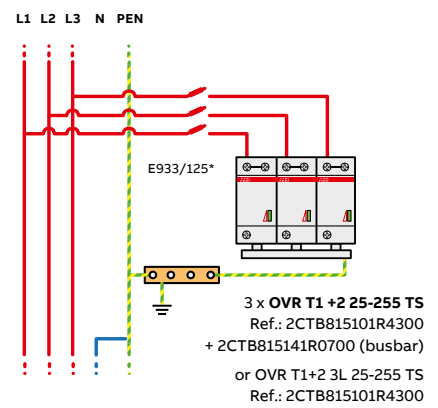 L1 L2 L3 N PEN
E933/125*
3 x OVR T1 +2 25-255 TS
Ref.: 2CTB815101R4300
+ 2CTB815141R0700 (busbar)
or OVR T1+2 3L 25-255 TS
Ref.: 2CTB815101R4300